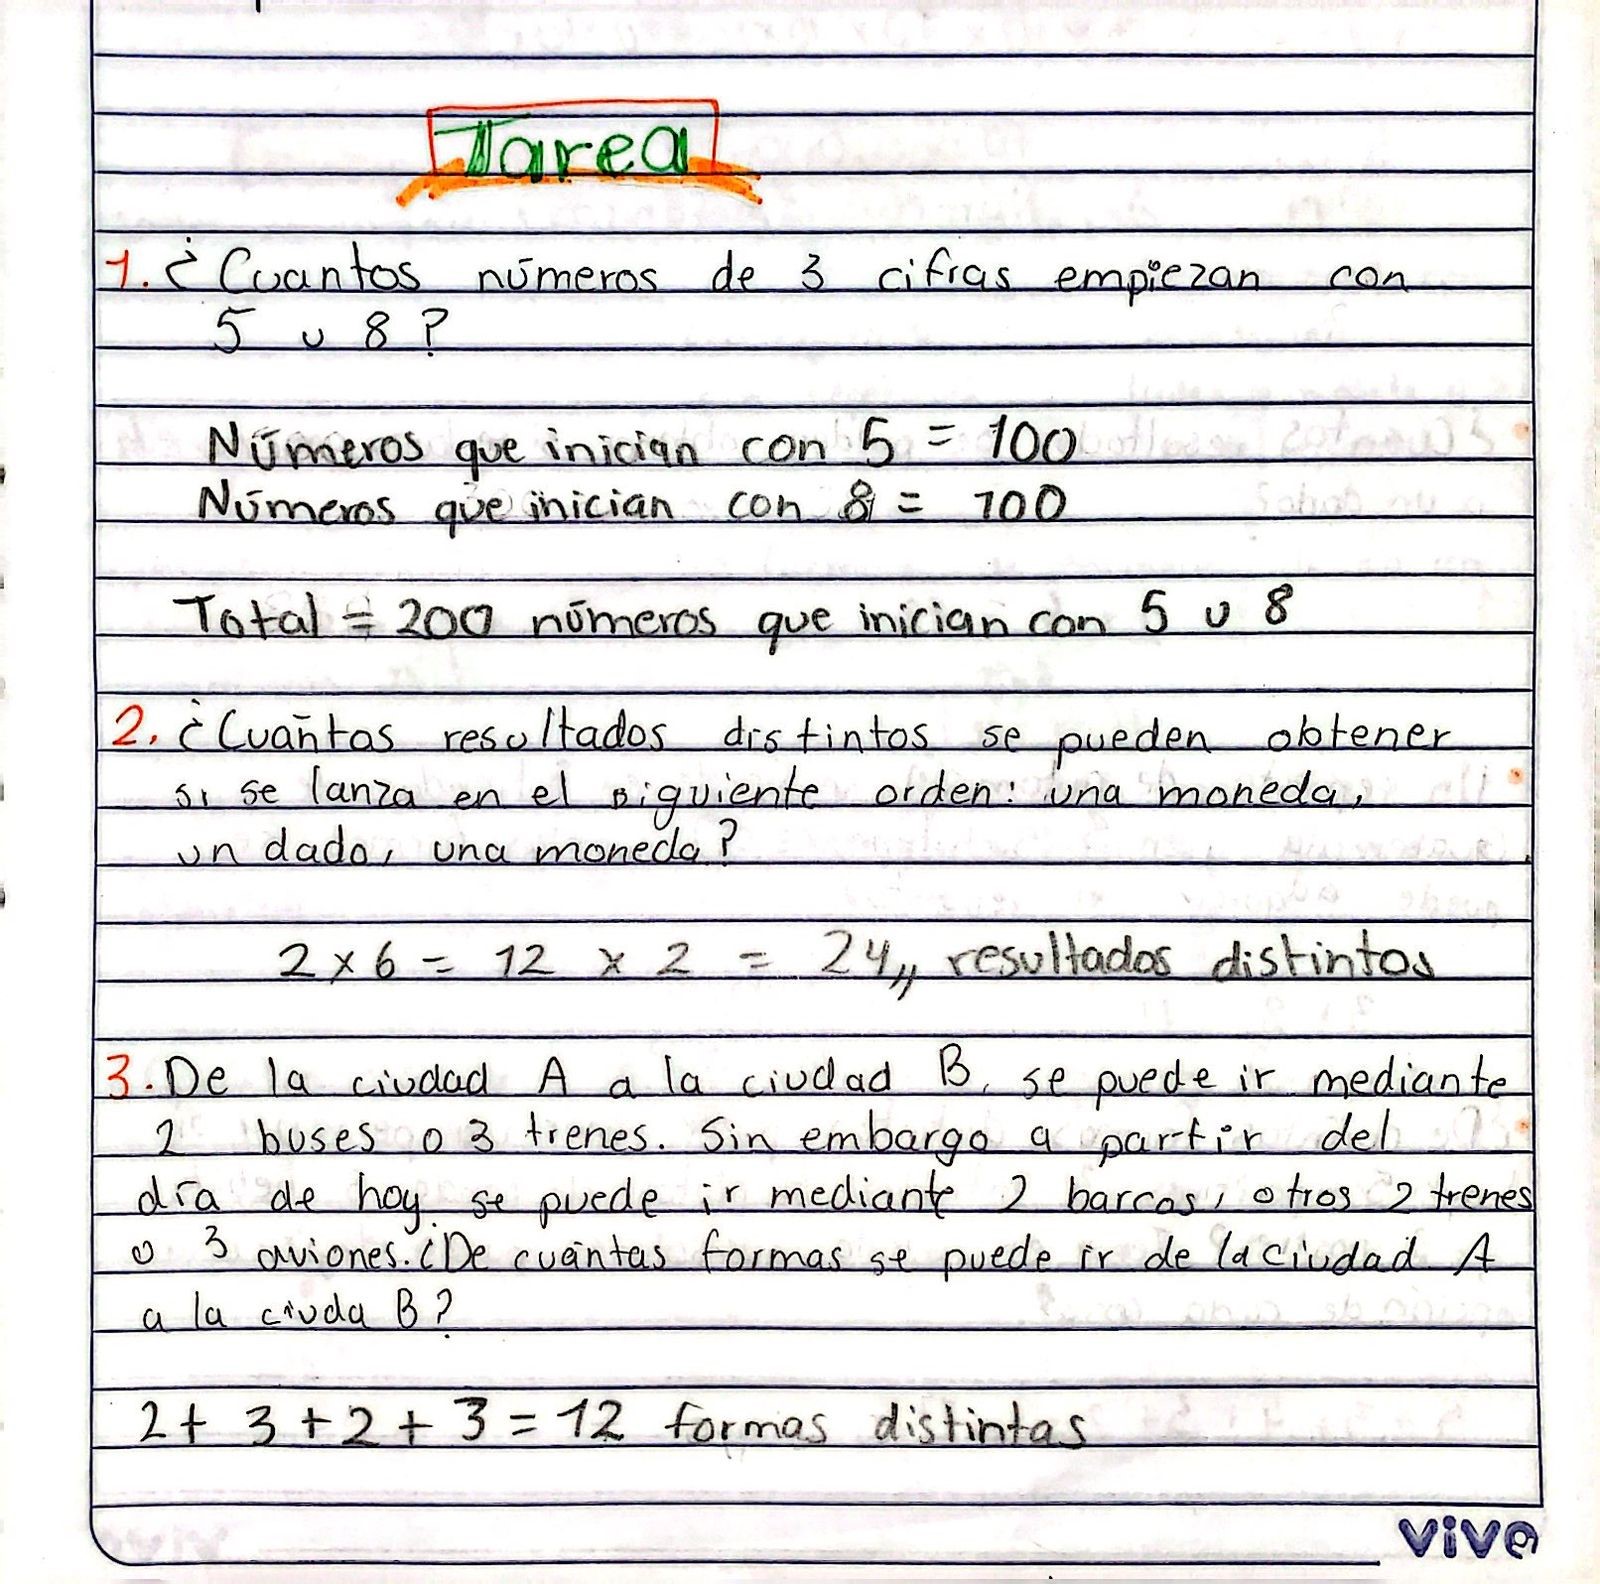 Tarea
1. ¿Cuantos números de 3 cifras empiezan con
5 u 8?
Números que inician con 5 = 100
Números que inician con 8 = 100
Total = 200 números que inician con 5 u 8
2. ¿Cuántos resultados distintos se pueden obtener
si se lanza en el siguiente orden: una moneda,
un dado, una moneda?
2 x 6 = 12 x 2 = 24,, resultados distintos
3. De la ciudad A a la ciudad B, se puede ir mediante
2 buses o 3 trenes. Sin embargo a partir del
día de hoy se puede ir mediante 2 barcos, otros 2 trenes
o 3 aviones. ¿De cuántas formas se puede ir de la ciudad A
a la ciuda B?
2 + 3 + 2 + 3 = 12 formas distintas
vive